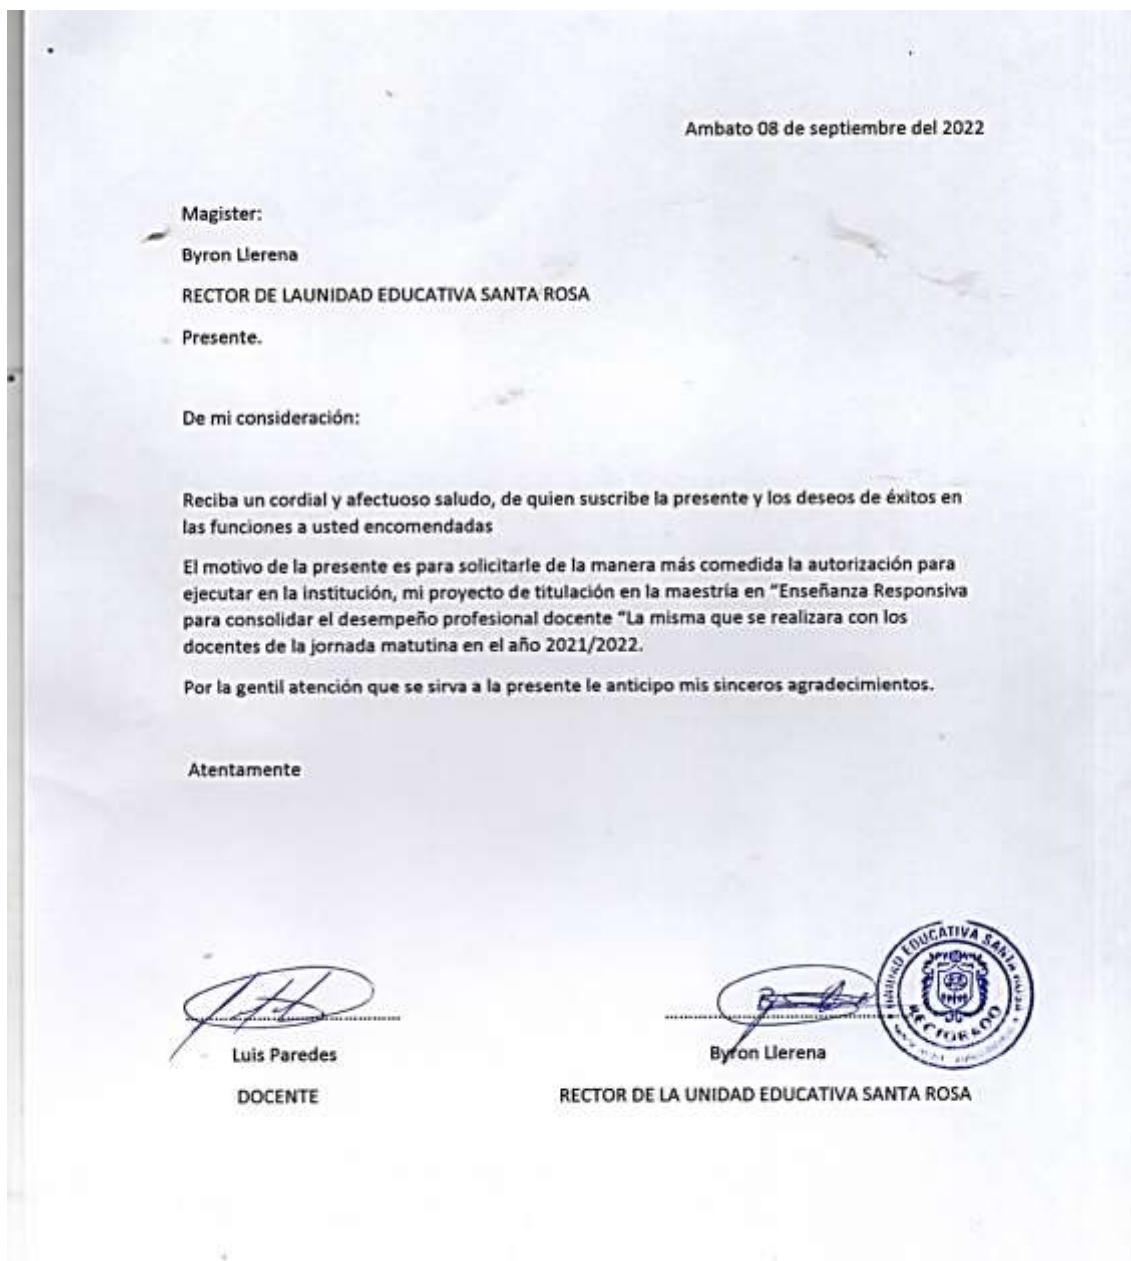 Ambato 08 de septiembre del 2022
Magister:
Byron Llerena
RECTOR DE LAUNIDAD EDUCATIVA SANTA ROSA
Presente.
De mi consideración:
Reciba un cordial y afectuoso saludo, de quien suscribe la presente y los deseos de éxitos en
las funciones a usted encomendadas
El motivo de la presente es para solicitarle de la manera más comedida la autorización para
ejecutar en la institución, mi proyecto de titulación en la maestría en "Enseñanza Responsiva
para consolidar el desempeño profesional docente "La misma que se realizara con los
docentes de la jornada matutina en el año 2021/2022.
Por la gentil atención que se sirva a la presente le anticipo mis sinceros agradecimientos.
Atentamente
UNIDAD EDUCATIVA SANTA ROSA
RECTORADO
Luis Paredes
Byron Llerena
DOCENTE
RECTOR DE LA UNIDAD EDUCATIVA SANTA ROSA